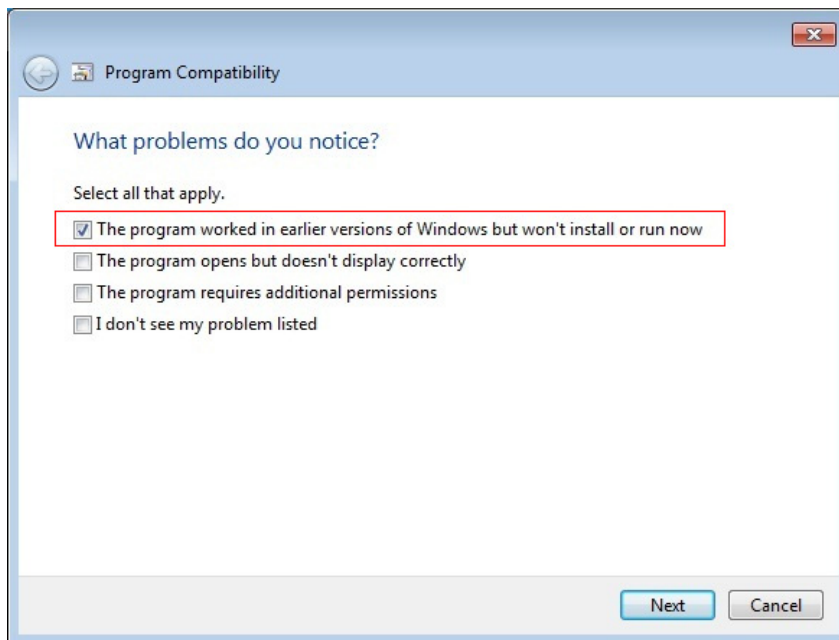 Program Compatibility
What problems do you notice?
Select all that apply.
The program worked in earlier versions of Windows but won't install or run now
The program opens but doesn't display correctly
The program requires additional permissions
I don't see my problem listed
Next
Cancel